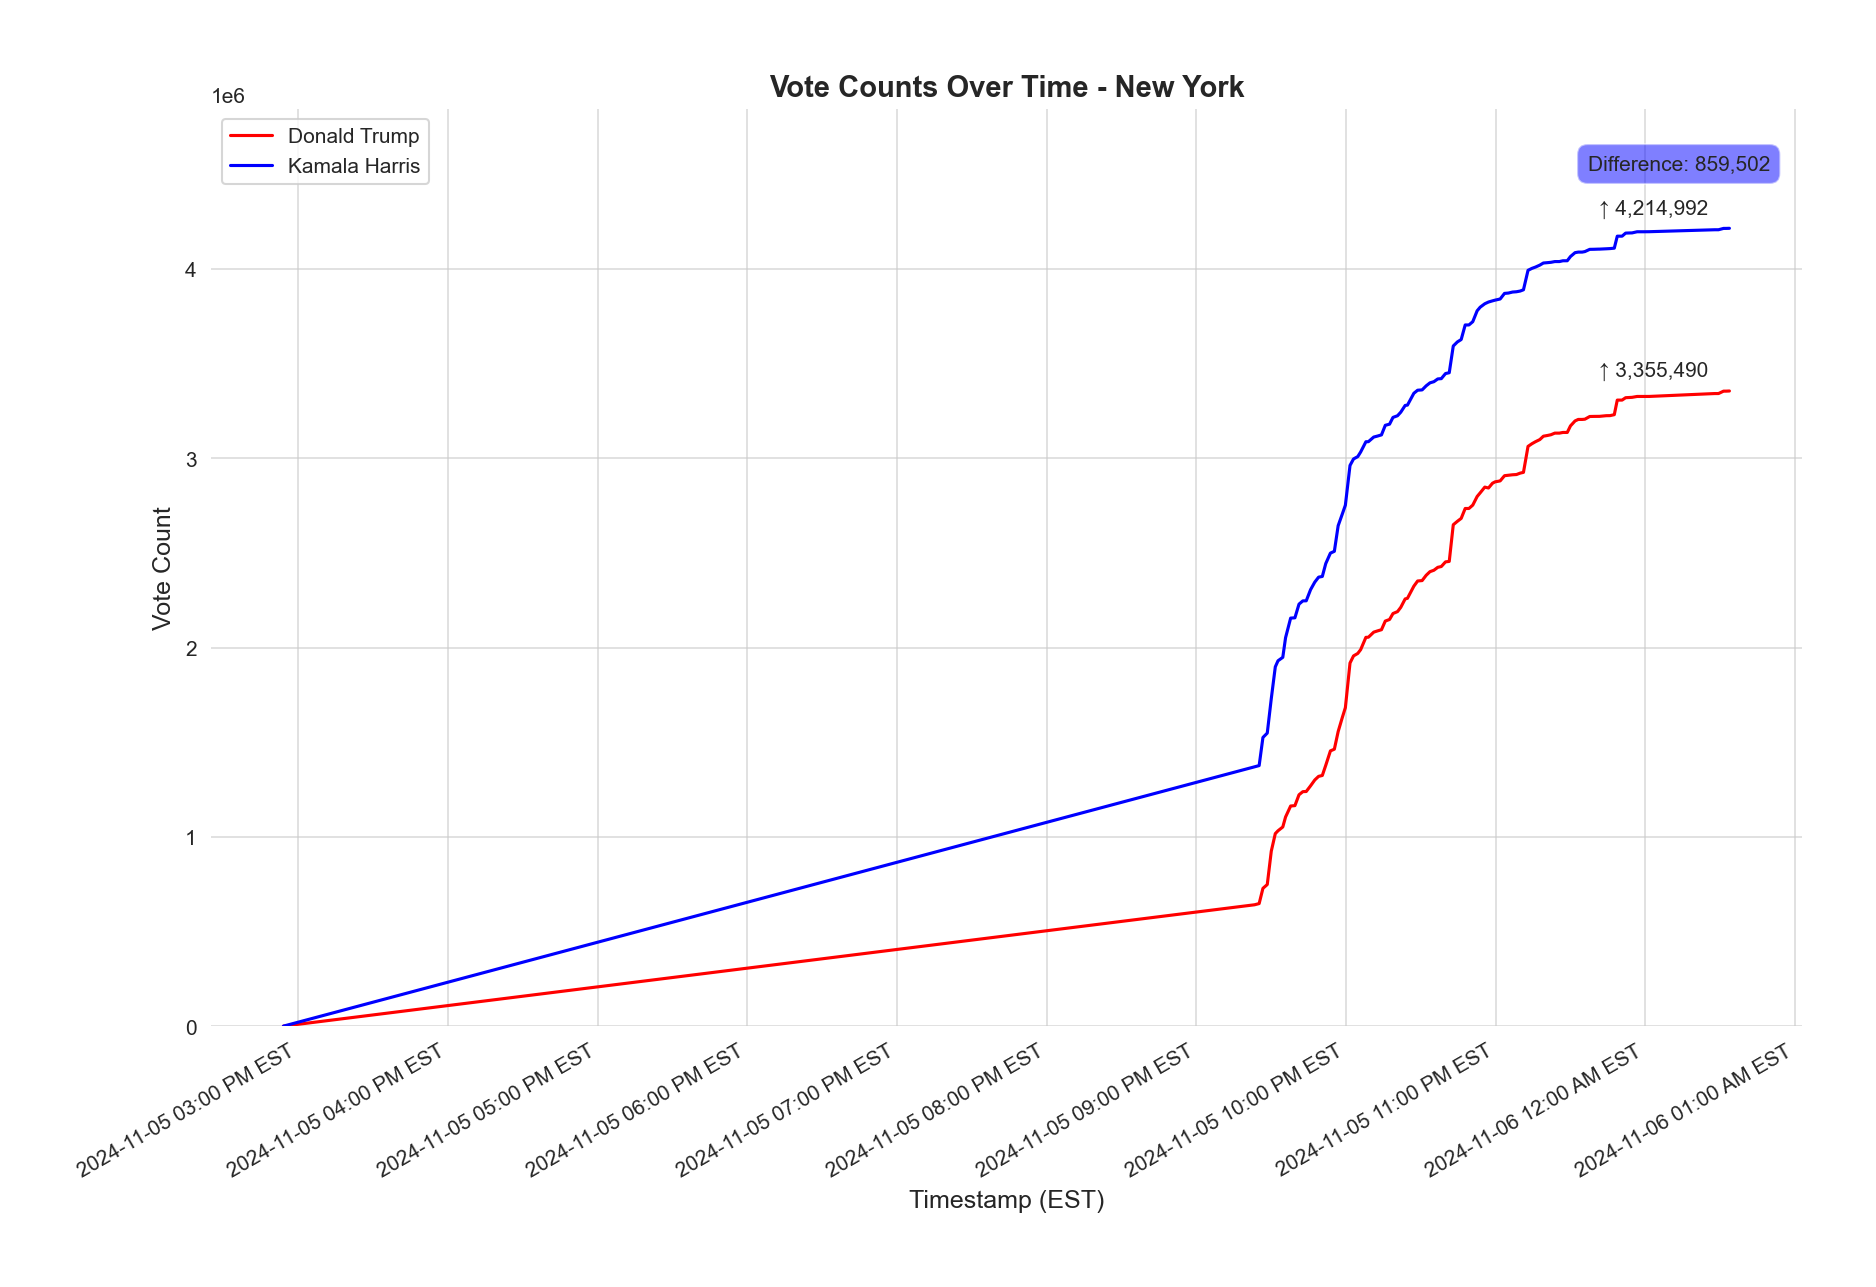 Vote Counts Over Time - New York
1e6
Donald Trump
Kamala Harris
Difference: 859,502
↑ 4,214,992
↑ 3,355,490
4
3
2
1
0
Vote Count
2024-11-05 03:00 PM EST
2024-11-05 04:00 PM EST
2024-11-05 05:00 PM EST
2024-11-05 06:00 PM EST
2024-11-05 07:00 PM EST
2024-11-05 08:00 PM EST
2024-11-05 09:00 PM EST
2024-11-05 10:00 PM EST
2024-11-05 11:00 PM EST
2024-11-06 12:00 AM EST
2024-11-06 01:00 AM EST
Timestamp (EST)